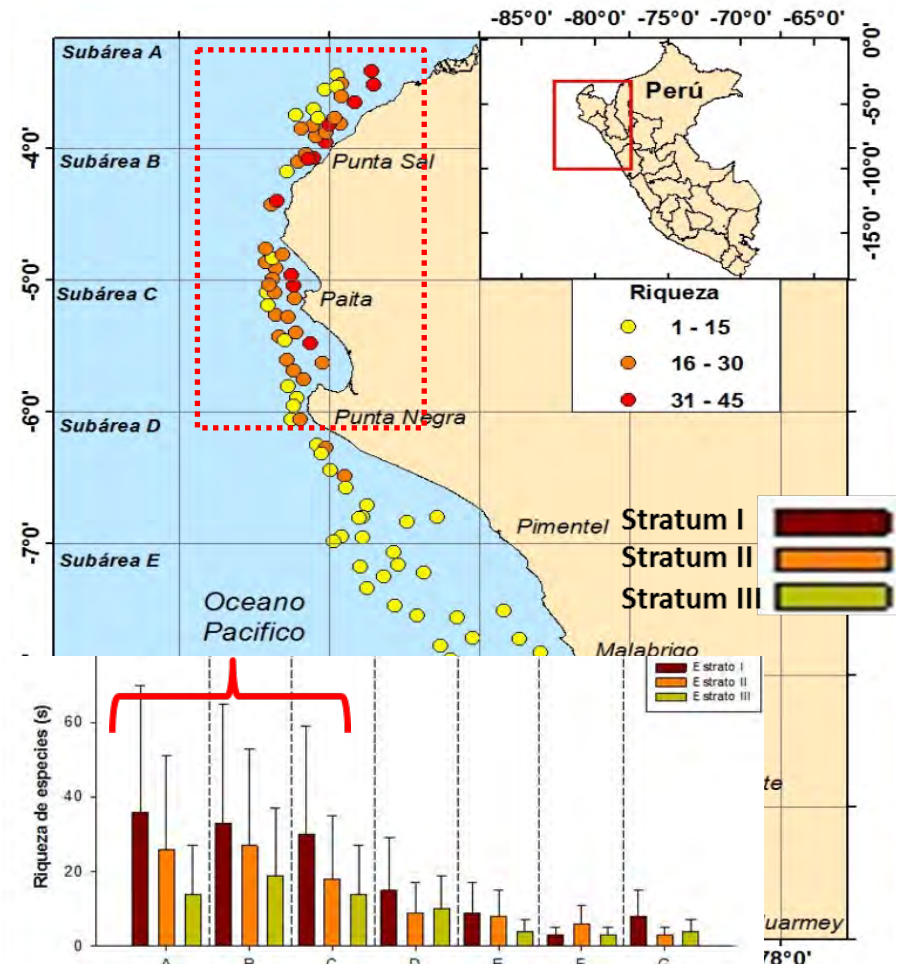 -85°0' -80°0' -75°0' -70°0' -65°0'
0°0'
-5°0'
-10°0'
-15°0'
Perú
Subárea A
4°0'
Subárea B
Punta Sal
-5°0'
Subárea C
Paita
Riqueza
1 - 15
16 - 30
31 - 45
-6°0'
Subárea D
Punta Negra
Pimentel
Stratum I
Stratum II
Stratum III
-7°0'
Subárea E
Oceano
Pacifico
Malabrigo
Estrato I
Estrato II
Estrato III
Riqueza de especies (s)
60
40
20
0
te
uarmey
78°0'
A B C D E F G